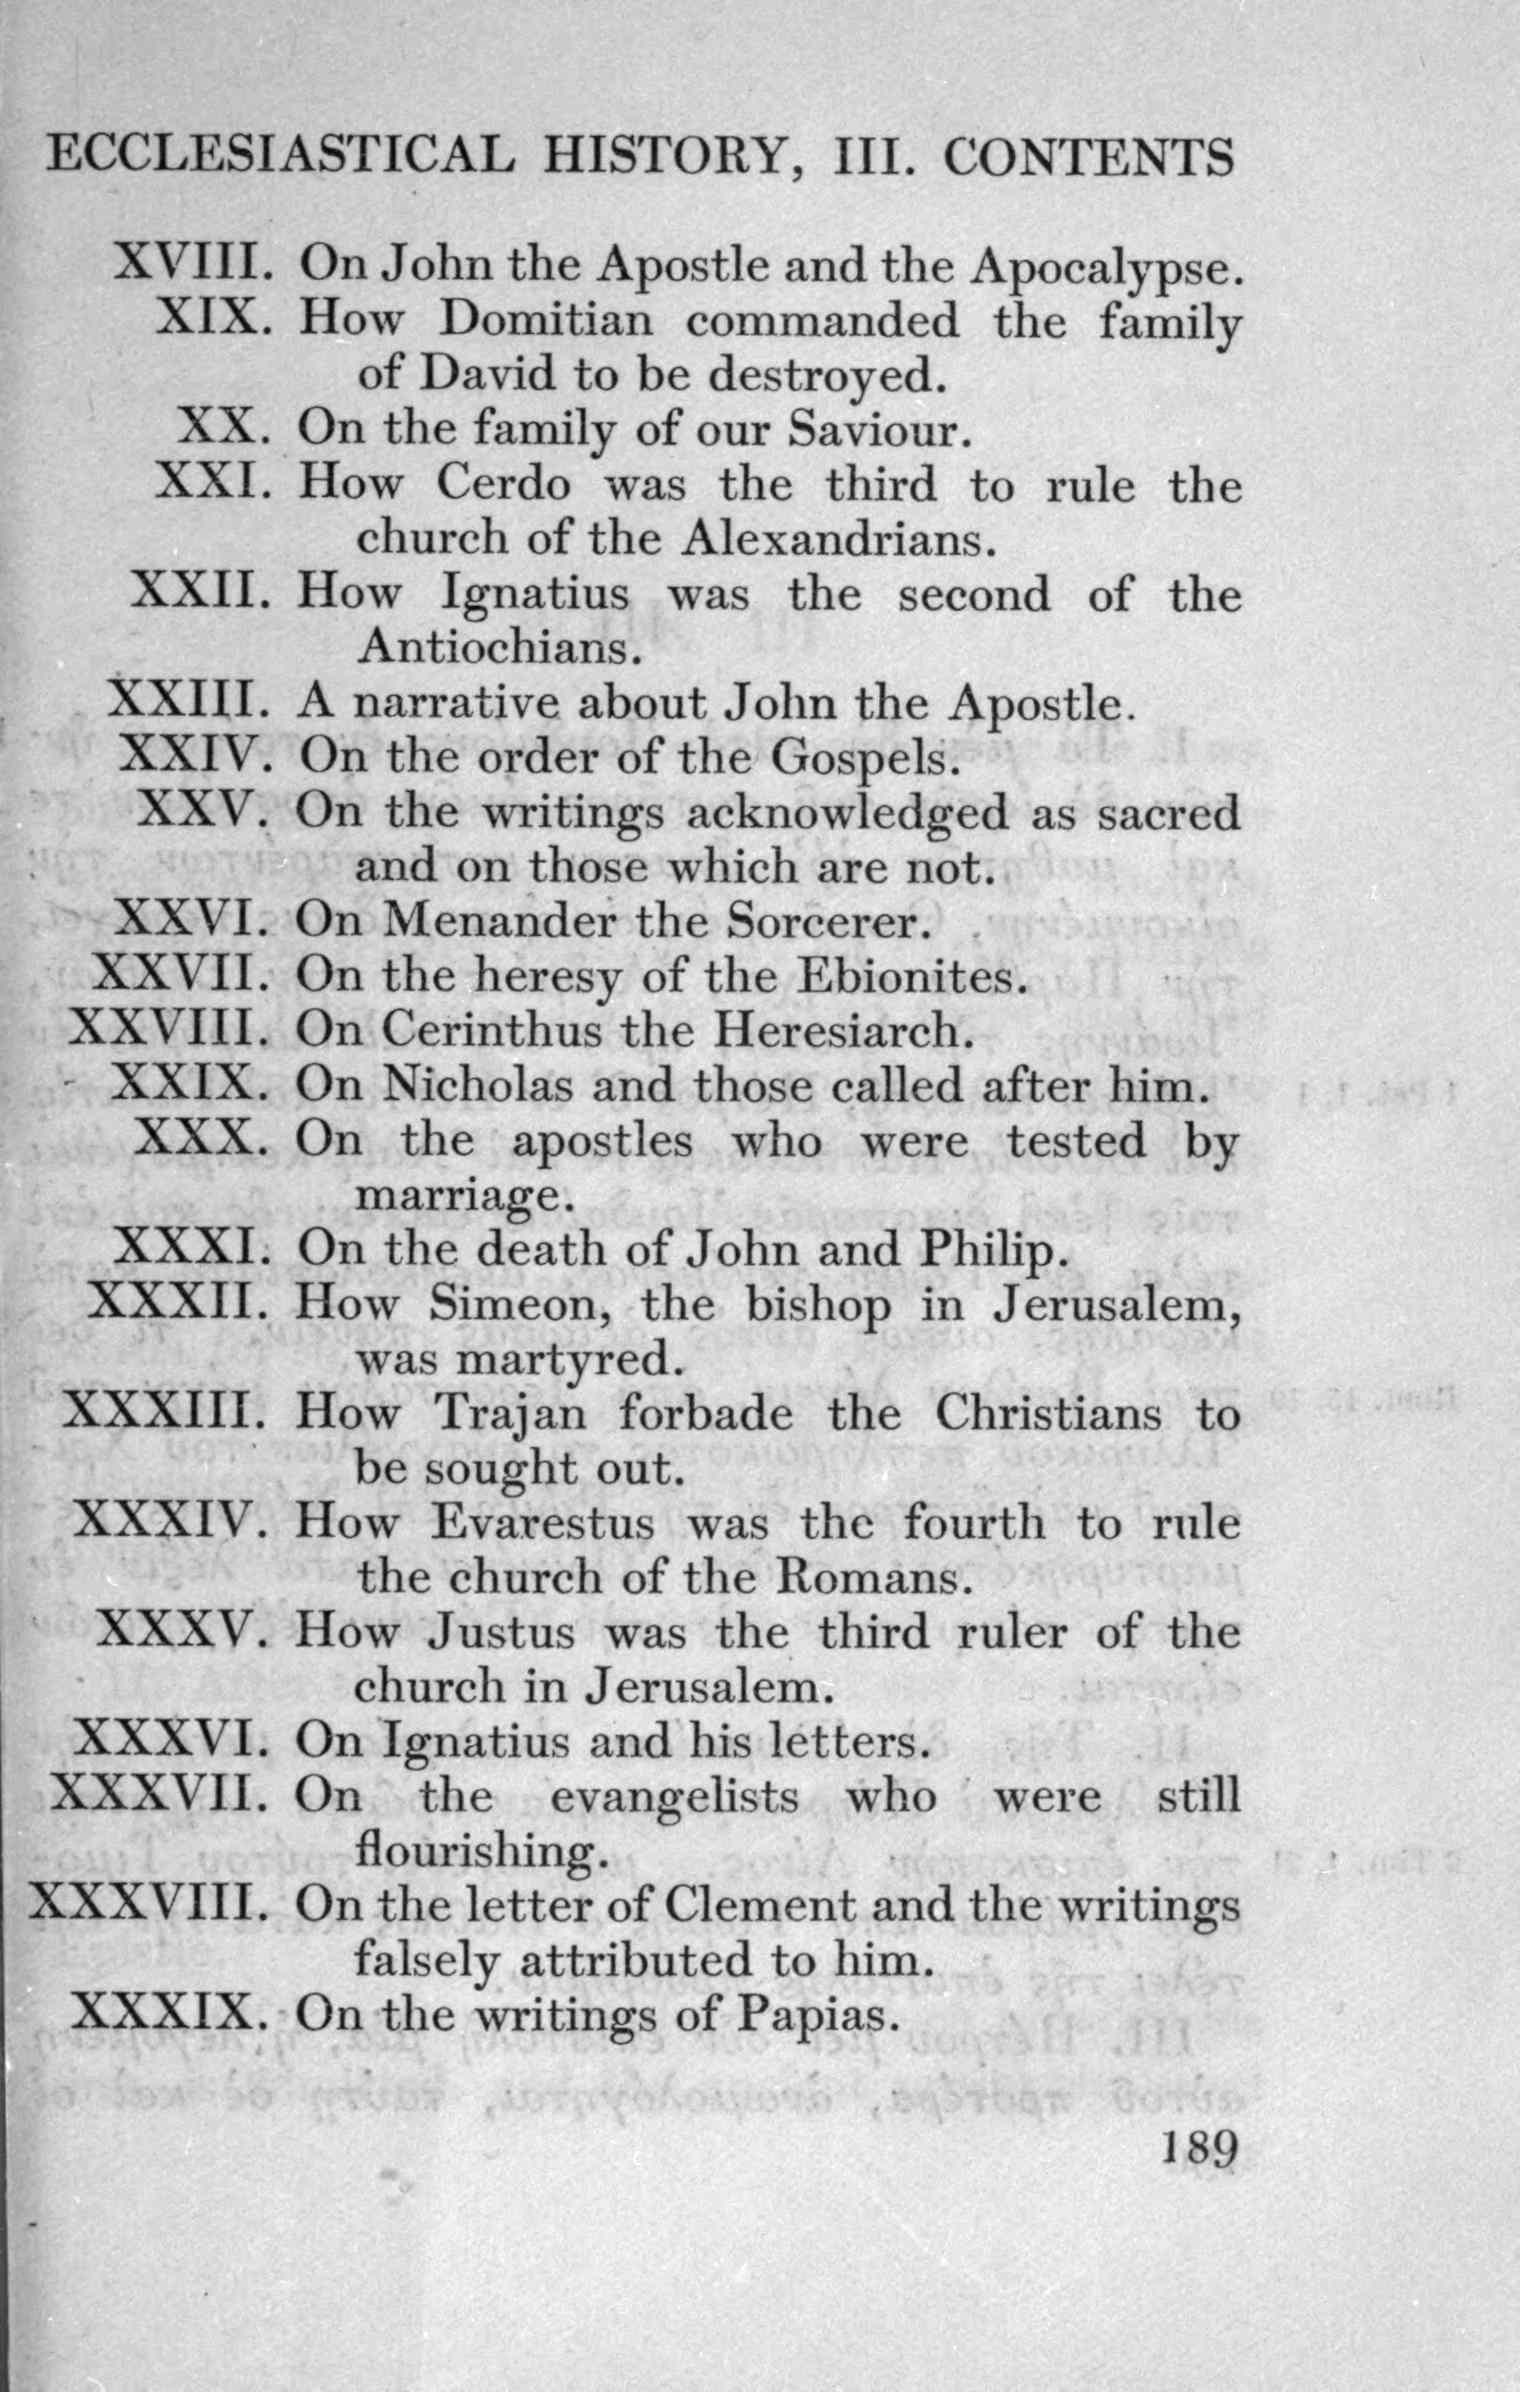 ECCLESIASTICAL HISTORY, III. CONTENTS
XVIII. On John the Apostle and the Apocalypse.
XIX. How Domitian commanded the family
of David to be destroyed.
XX. On the family of our Saviour.
XXI. How Cerdo was the third to rule the
church of the Alexandrians.
XXII. How Ignatius was the second of the
Antiochians.
XXIII. A narrative about John the Apostle.
XXIV. On the order of the Gospels.
XXV. On the writings acknowledged as sacred
and on those which are not.
XXVI. On Menander the Sorcerer.
XXVII. On the heresy of the Ebionites.
XXVIII. On Cerinthus the Heresiarch.
XXIX. On Nicholas and those called after him.
XXX. On the apostles who were tested by
marriage.
XXXI. On the death of John and Philip.
XXXII. How Simeon, the bishop in Jerusalem,
was martyred.
XXXIII. How Trajan forbade the Christians to
be sought out.
XXXIV. How Evarestus was the fourth to rule
the church of the Romans.
XXXV. How Justus was the third ruler of the
church in Jerusalem.
XXXVI. On Ignatius and his letters.
XXXVII. On the evangelists who were still
flourishing.
XXXVIII. On the letter of Clement and the writings
falsely attributed to him.
XXXIX. On the writings of Papias.
189